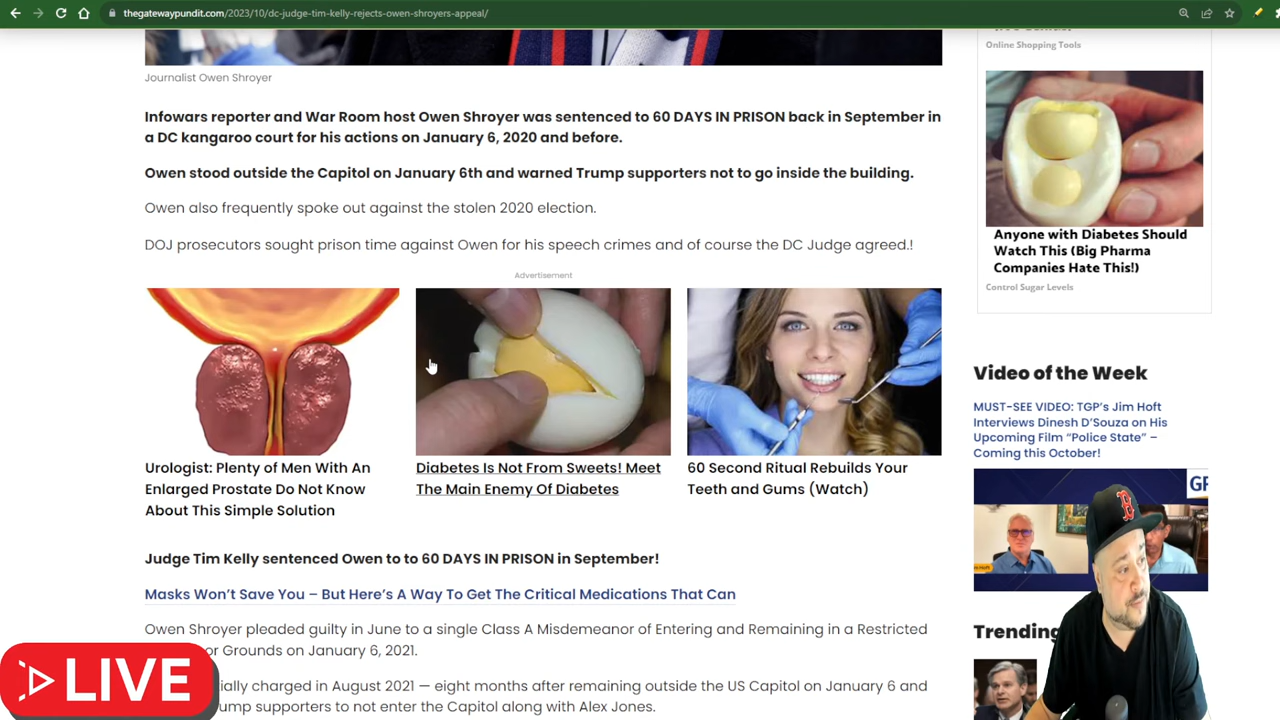 thegatewaypundit.com/2023/10/dc-judge-tim-kelly-rejects-owen-shroyers-appeal/
Journalist Owen Shroyer
Infowars reporter and War Room host Owen Shroyer was sentenced to 60 DAYS IN PRISON back in September in
a DC kangaroo court for his actions on January 6, 2020 and before.
Owen stood outside the Capitol on January 6th and warned Trump supporters not to go inside the building.
Owen also frequently spoke out against the stolen 2020 election.
DOJ prosecutors sought prison time against Owen for his speech crimes and of course the DC Judge agreed.!
Advertisement
Urologist: Plenty of Men With An
Enlarged Prostate Do Not Know
About This Simple Solution
Diabetes Is Not From Sweets! Meet
The Main Enemy Of Diabetes
60 Second Ritual Rebuilds Your
Teeth and Gums (Watch)
Judge Tim Kelly sentenced Owen to to 60 DAYS IN PRISON in September!
Masks Won't Save You – But Here's A Way To Get The Critical Medications That Can
Owen Shroyer pleaded guilty in June to a single Class A Misdemeanor of Entering and Remaining in a Restricted
or Grounds on January 6, 2021.
charged in August 2021 — eight months after remaining outside the US Capitol on January 6 and
supporters to not enter the Capitol along with Alex Jones.
Online Shopping Tools
Anyone with Diabetes Should
Watch This (Big Pharma
Companies Hate This!)
Control Sugar Levels
Video of the Week
MUST-SEE VIDEO: TGP's Jim Hoft
Interviews Dinesh D'Souza on His
Upcoming Film "Police State" –
Coming this October!
GP
B
Trending
LIVE